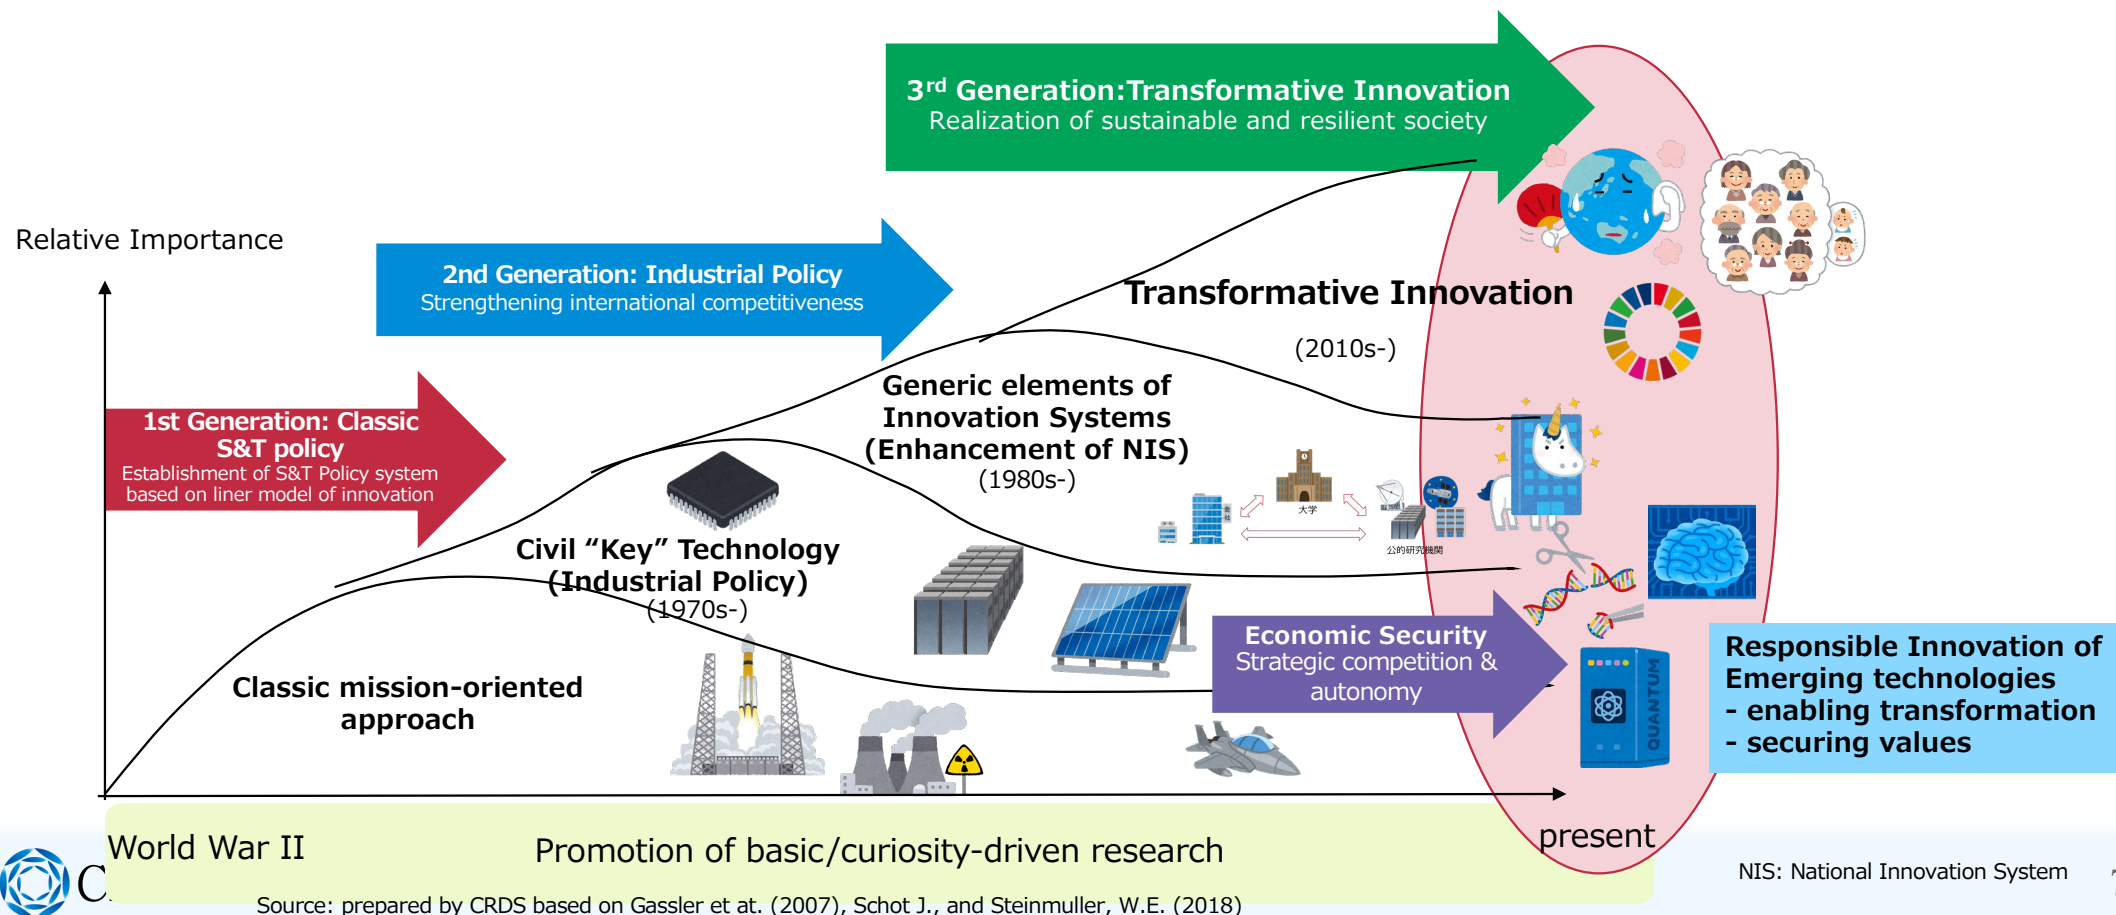 3rd Generation:Transformative Innovation
Realization of sustainable and resilient society
Relative Importance
2nd Generation: Industrial Policy
Strengthening international competitiveness
Transformative Innovation
(2010s-)
1st Generation: Classic
S&T policy
Establishment of S&T Policy system
based on liner model of innovation
Generic elements of
Innovation Systems
(Enhancement of NIS)
(1980s-)
大学
会社
公的研究機関
Civil “Key” Technology
(Industrial Policy)
(1970s-)
Classic mission-oriented
approach
Economic Security
Strategic competition &
autonomy
QUANTUM
Responsible Innovation of
Emerging technologies
- enabling transformation
- securing values
World War II
Promotion of basic/curiosity-driven research
present
NIS: National Innovation System
Source: prepared by CRDS based on Gassler et at. (2007), Schot J., and Steinmuller, W.E. (2018)